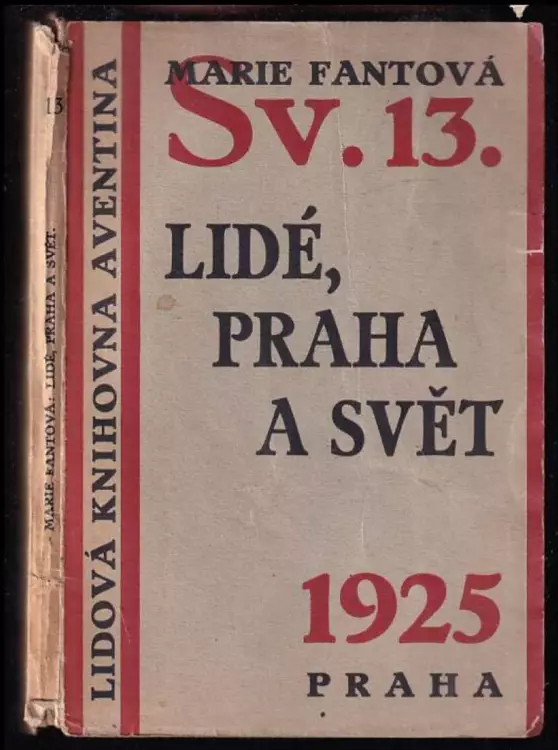 13
MARIE FANTOVÁ: LIDÉ, PRAHA A SVĚT.
LIDOVÁ KNIHOVNA AVENTINA
MARIE FANTOVÁ
Sv. 13.
LIDÉ,
PRAHA
A SVĚT
1925
PRAHA